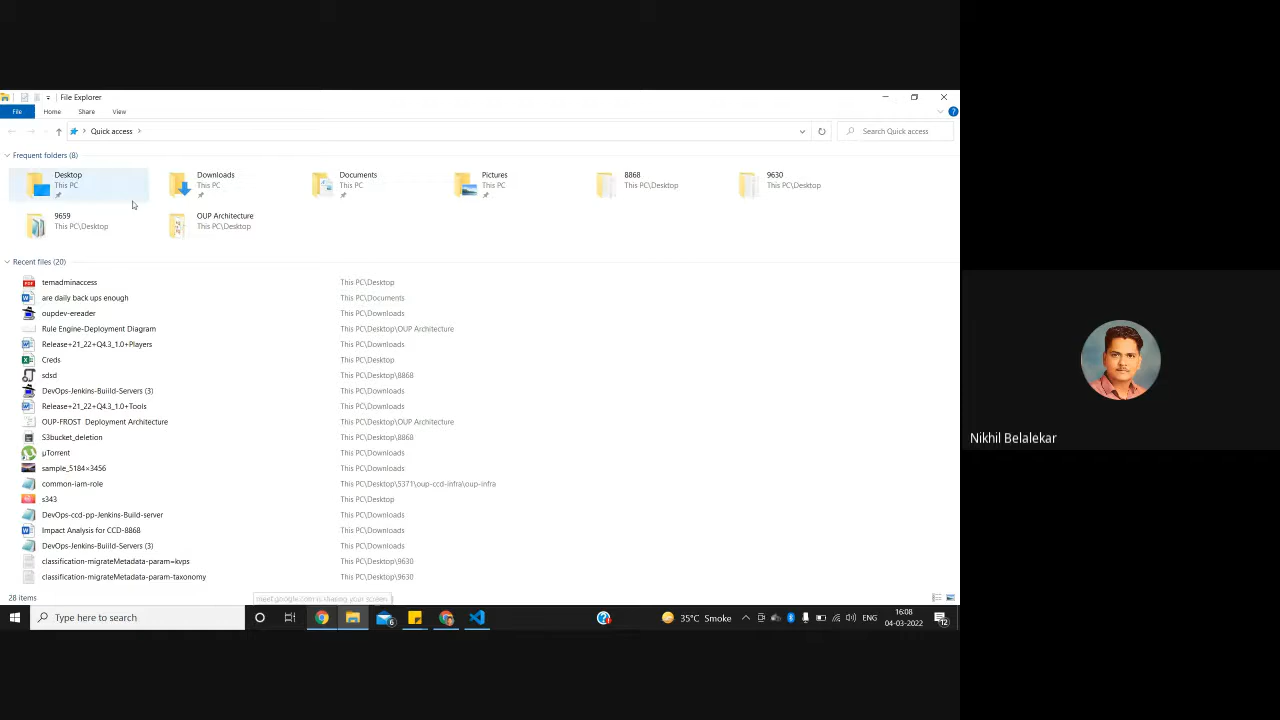 File Explorer
File Home Share View
Quick access
Search Quick access
Frequent folders (8)
Desktop
This PC
Downloads
This PC
Documents
This PC
Pictures
This PC
8868
This PC\Desktop
9630
This PC\Desktop
9659
This PC\Desktop
OUP Architecture
This PC\Desktop
Recent files (20)
temadminaccess This PC\Desktop
are daily back ups enough This PC\Documents
oupdev-ereader This PC\Downloads
Rule Engine-Deployment Diagram This PC\Desktop\OUP Architecture
Release+21_22+Q4.3_1.0+Players This PC\Downloads
Creds This PC\Desktop
sdsd This PC\Desktop\8868
DevOps-Jenkins-Buiild-Servers (3) This PC\Downloads
Release+21_22+Q4.3_1.0+Tools This PC\Downloads
OUP-FROST Deployment Architecture This PC\Desktop\OUP Architecture
S3bucket_deletion This PC\Desktop\8868
µTorrent This PC\Downloads
sample_5184×3456 This PC\Downloads
common-iam-role This PC\Desktop\5371\oup-ccd-infra\oup-infra
s343 This PC\Desktop
DevOps-ccd-pp-Jenkins-Build-server This PC\Downloads
Impact Analysis for CCD-8868 This PC\Downloads
DevOps-Jenkins-Buiild-Servers (3) This PC\Downloads
classification-migrateMetadata-param=kvps This PC\Desktop\9630
classification-migrateMetadata-param-taxonomy This PC\Desktop\9630
28 items
meet.google.com is sharing your screen.
Type here to search
6
35°C Smoke
ENG
16:08
04-03-2022
12
Nikhil Belalekar